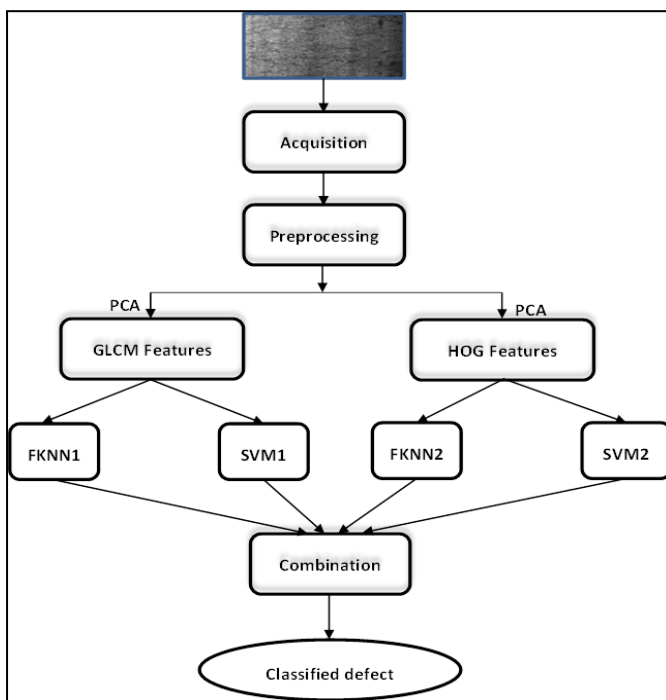 Acquisition
Preprocessing
PCA
PCA
GLCM Features
HOG Features
FKNN1
SVM1
FKNN2
SVM2
Combination
Classified defect